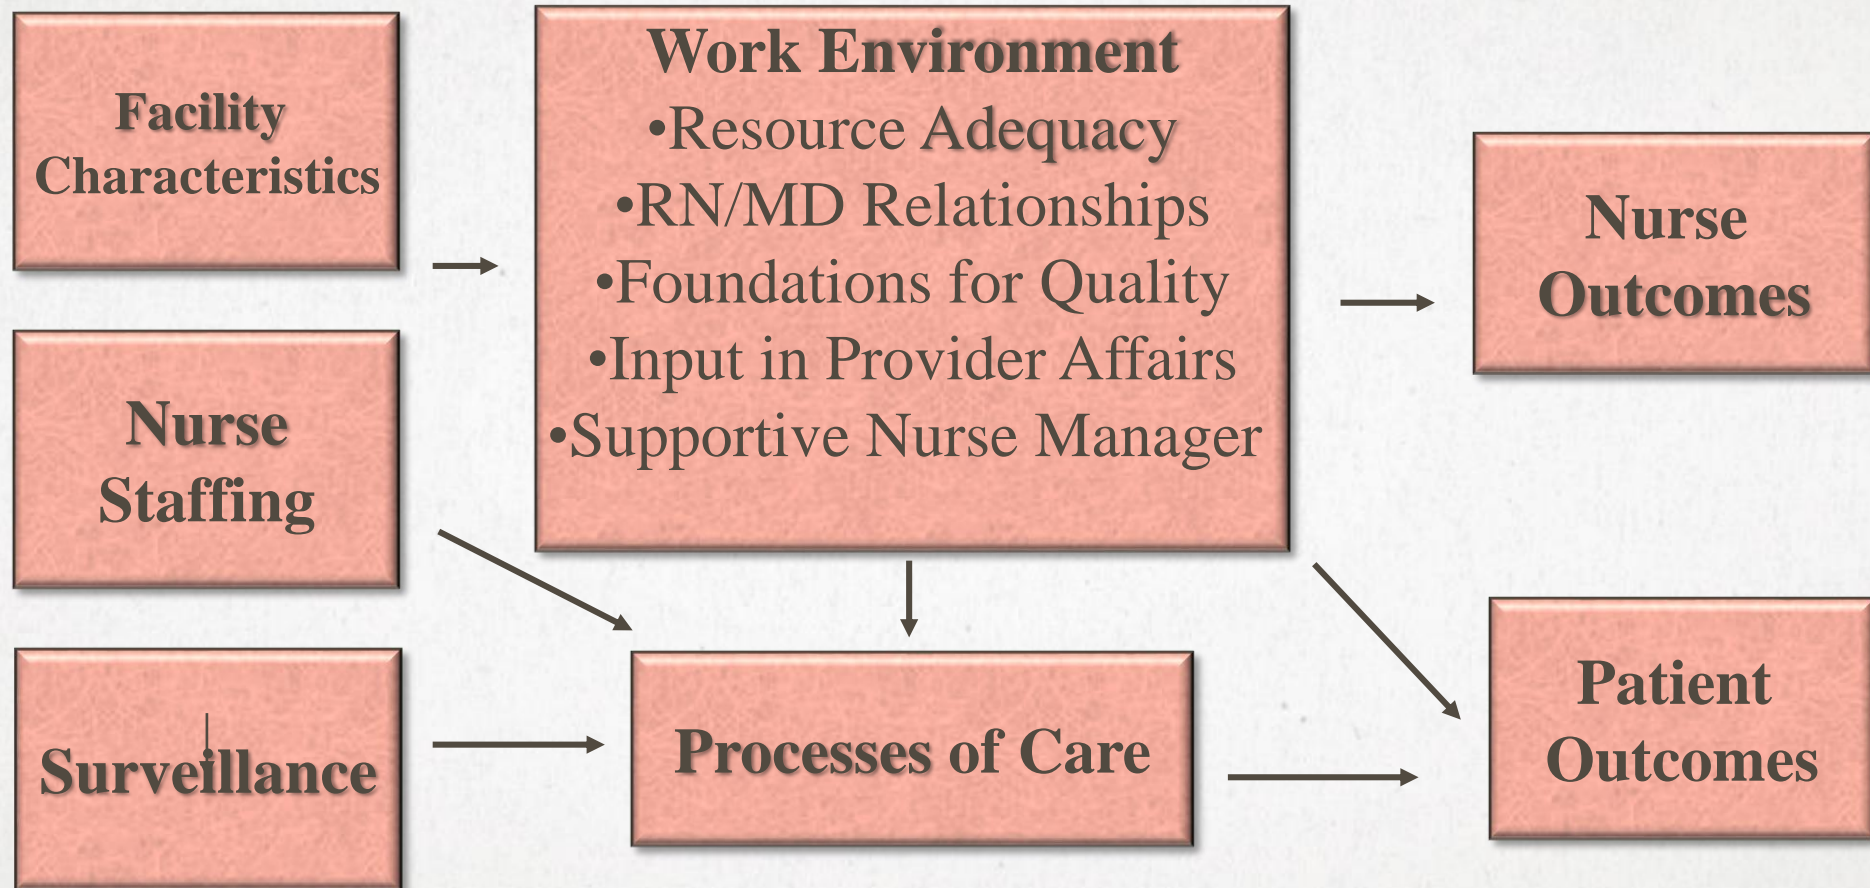 Facility
Characteristics
Work Environment
•Resource Adequacy
•RN/MD Relationships
•Foundations for Quality
•Input in Provider Affairs
•Supportive Nurse Manager
Nurse
Outcomes
Nurse
Staffing
Surveillance
Processes of Care
Patient
Outcomes